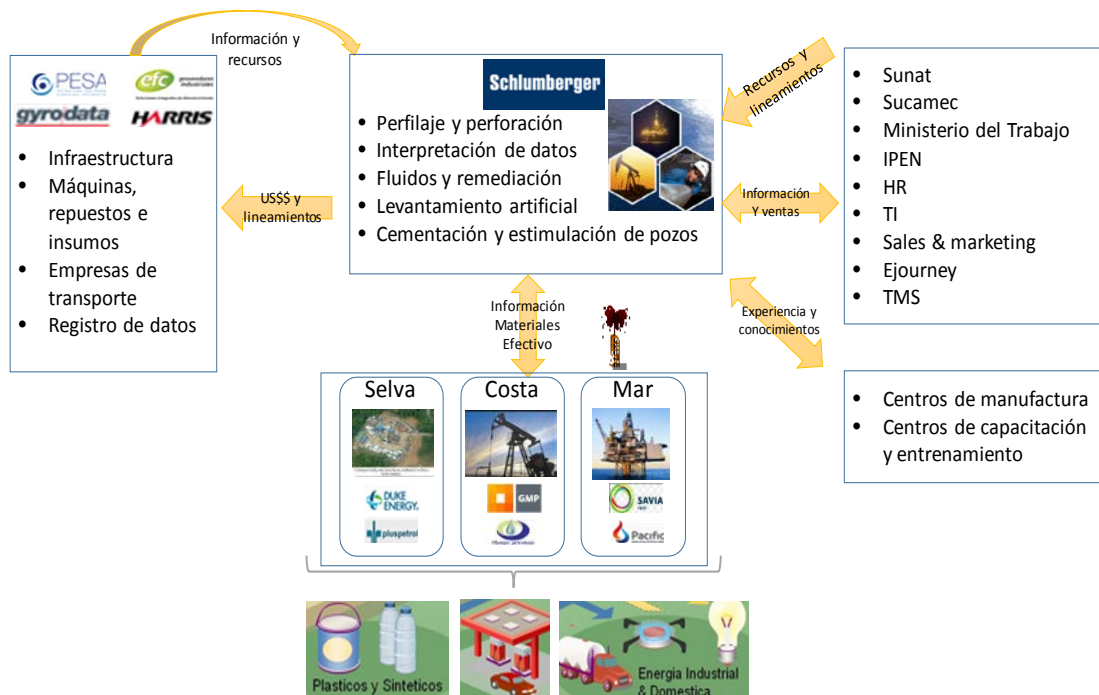 Información y
recursos
PESA
efc
proveedores
industriales
gyrodata
HARRIS
• Infraestructura
• Máquinas,
repuestos e
insumos
• Empresas de
transporte
• Registro de datos
US$$ y
lineamientos
Schlumberger
• Perfilaje y perforación
• Interpretación de datos
• Fluidos y remediación
• Levantamiento artificial
• Cementación y estimulación de pozos
Recursos y
lineamientos
Información
Y ventas
Experiencia y
conocimientos
• Sunat
• Sucamec
• Ministerio del Trabajo
• IPEN
• HR
• TI
• Sales & marketing
• Ejourney
• TMS
• Centros de manufactura
• Centros de capacitación
y entrenamiento
Información
Materiales
Efectivo
Selva
DUKE
ENERGY.
pluspetrol
Costa
GMP
Mar
SAVIA
Pacific
Plasticos y Sinteticos
Energia Industrial
& Domestica